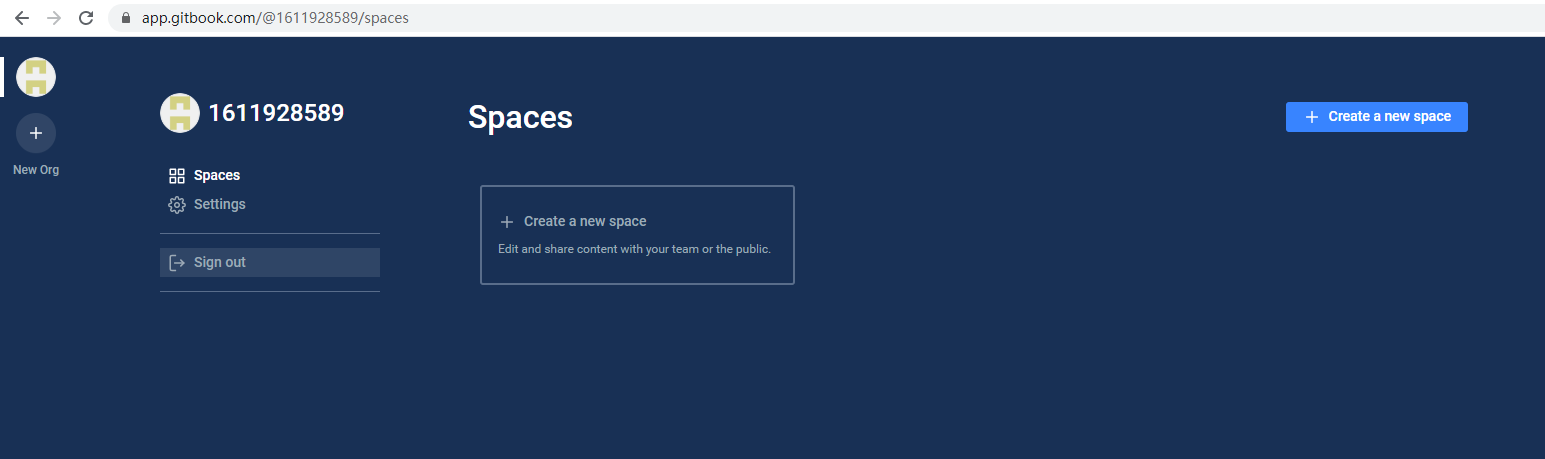 app.gitbook.com/@1611928589/spaces
New Org
1611928589
Spaces
Settings
Sign out
Spaces
Create a new space
Create a new space
Edit and share content with your team or the public.